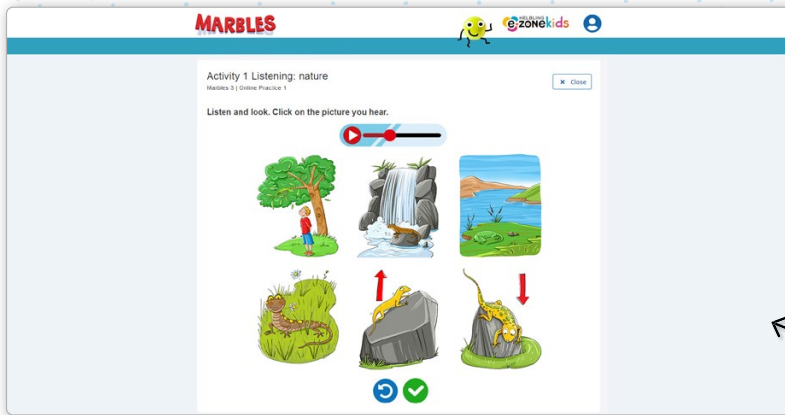 MARBLES
HELBLING
e-zonekids
Activity 1 Listening: nature
Marbles 3 | Online Practice 1
× Close
Listen and look. Click on the picture you hear.